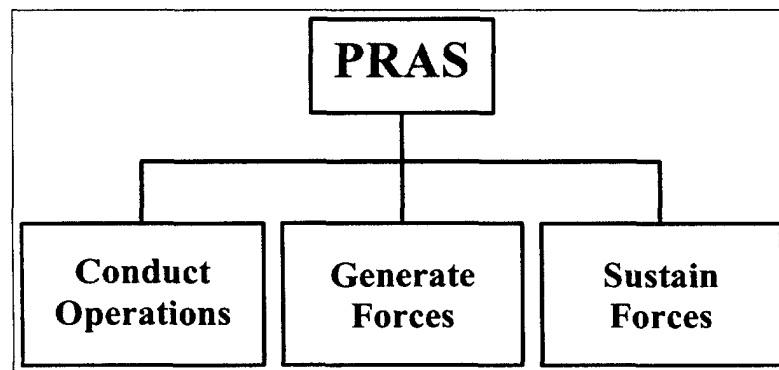 PRAS
Conduct
Operations
Generate
Forces
Sustain
Forces